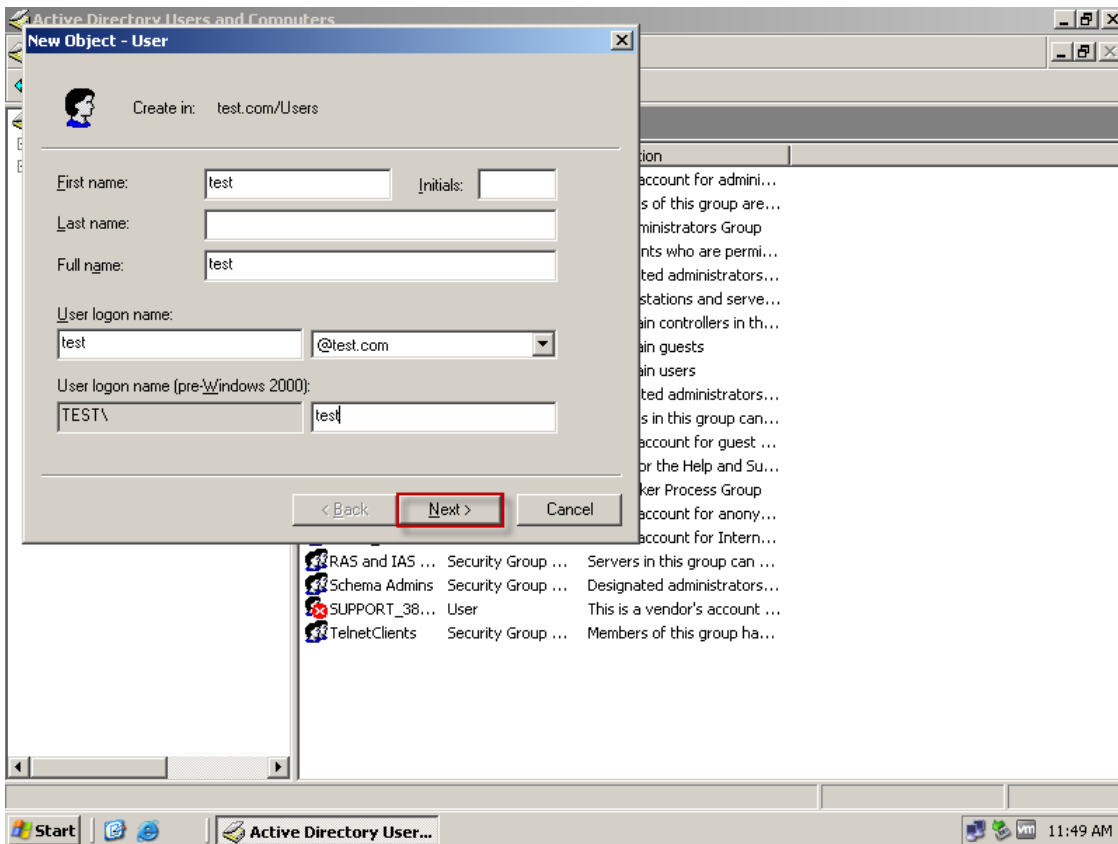 Active Directory Users and Computers
New Object - User
Create in: test.com/Users
First name: test Initials:
Last name:
Full name: test
User logon name:
test @test.com
User logon name (pre-Windows 2000):
TEST\ test
< Back Next > Cancel
tion
account for admini...
s of this group are...
ministrators Group
nts who are permi...
ted administrators...
stations and serve...
ain controllers in th...
ain guests
ain users
ted administrators...
s in this group can...
account for guest ...
or the Help and Su...
ker Process Group
account for anony...
account for Intern...
RAS and IAS ... Security Group ... Servers in this group can ...
Schema Admins Security Group ... Designated administrators...
SUPPORT_38... User This is a vendor's account ...
TelnetClients Security Group ... Members of this group ha...
Start Active Directory User... vm 11:49 AM